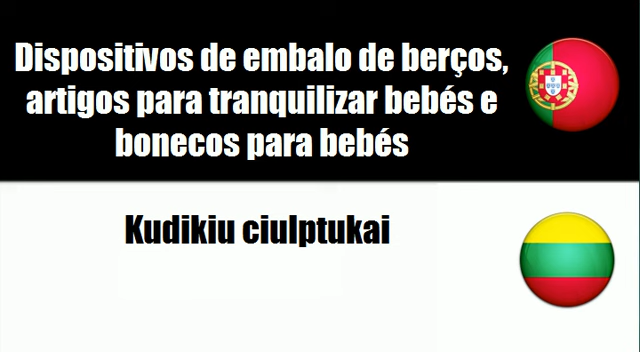 Dispositivos de embalo de berços,
artigos para tranquilizar bebés e
bonecos para bebés
Kudikiu ciulptukai